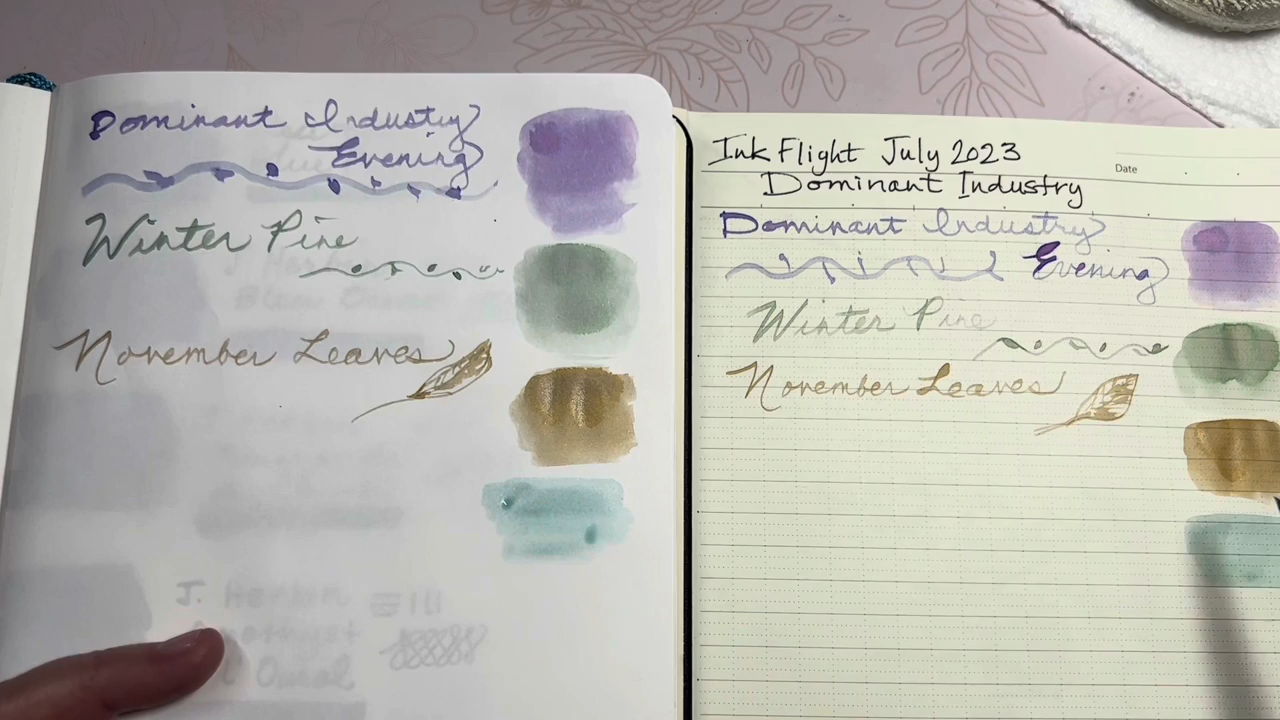 Dominant Industry
Evening
Winter Pine
November Leaves
J. Herbin
Ink Flight July 2023
Date
Dominant Industry
Dominant Industry
Evening
Winter Pine
November Leaves